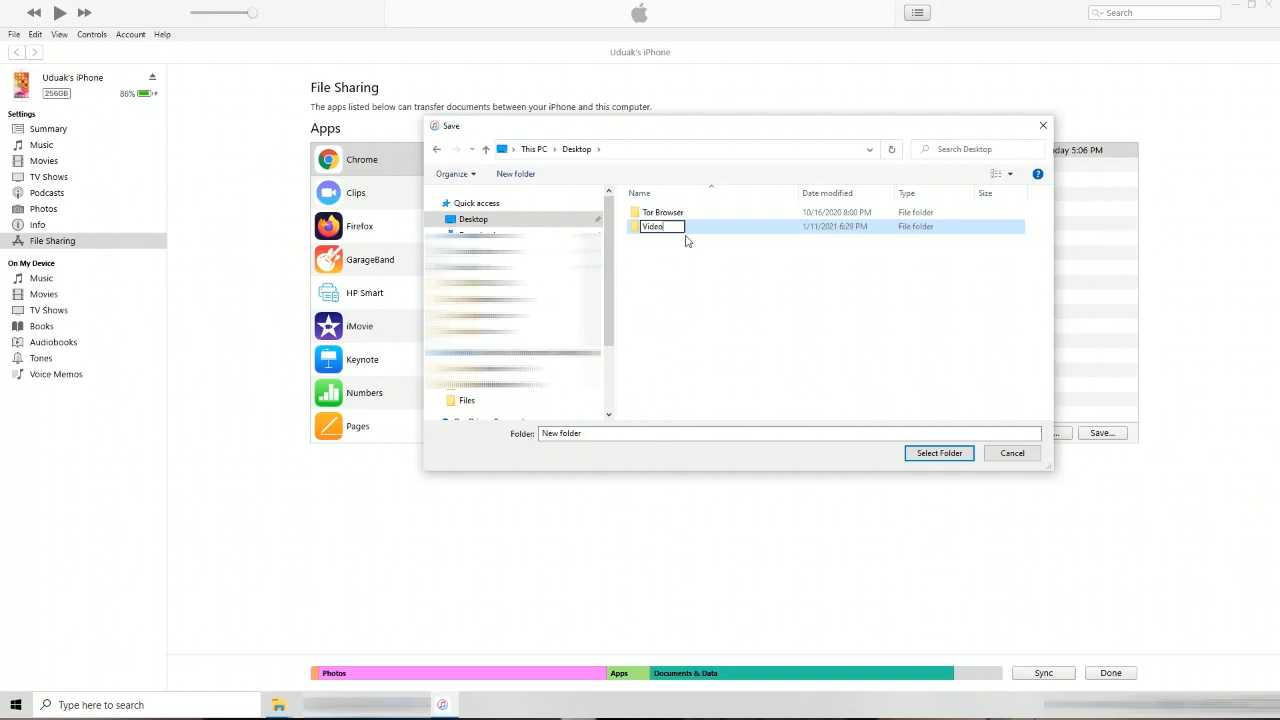 Search
File Edit View Controls Account Help
Uduak's iPhone
Uduak's iPhone
256GB 86%
Settings
Summary
Music
Movies
TV Shows
Podcasts
Photos
Info
File Sharing
On My Device
Music
Movies
TV Shows
Books
Audiobooks
Tones
Voice Memos
File Sharing
The apps listed below can transfer documents between your iPhone and this computer.
Apps
Chrome
Clips
Firefox
GarageBand
HP Smart
iMovie
Keynote
Numbers
Pages
5:06 PM
... Save...
Save
This PC › Desktop ›
Search Desktop
Organize New folder
Quick access
Desktop
Files
Name Date modified Type Size
Tor Browser 10/16/2020 8:00 PM File folder
Video 1/11/2021 6:29 PM File folder
Folder: New folder
Select Folder Cancel
Photos Apps Documents & Data
Sync Done
Type here to search